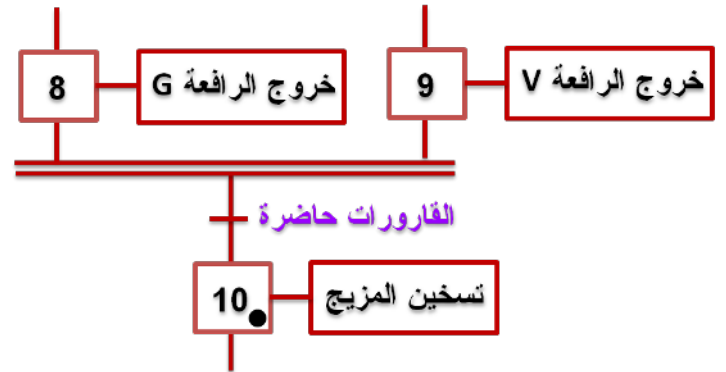 8
خروج الرافعة G
9
خروج الرافعة V
القارورات حاضرة
10
تسخين المزيج